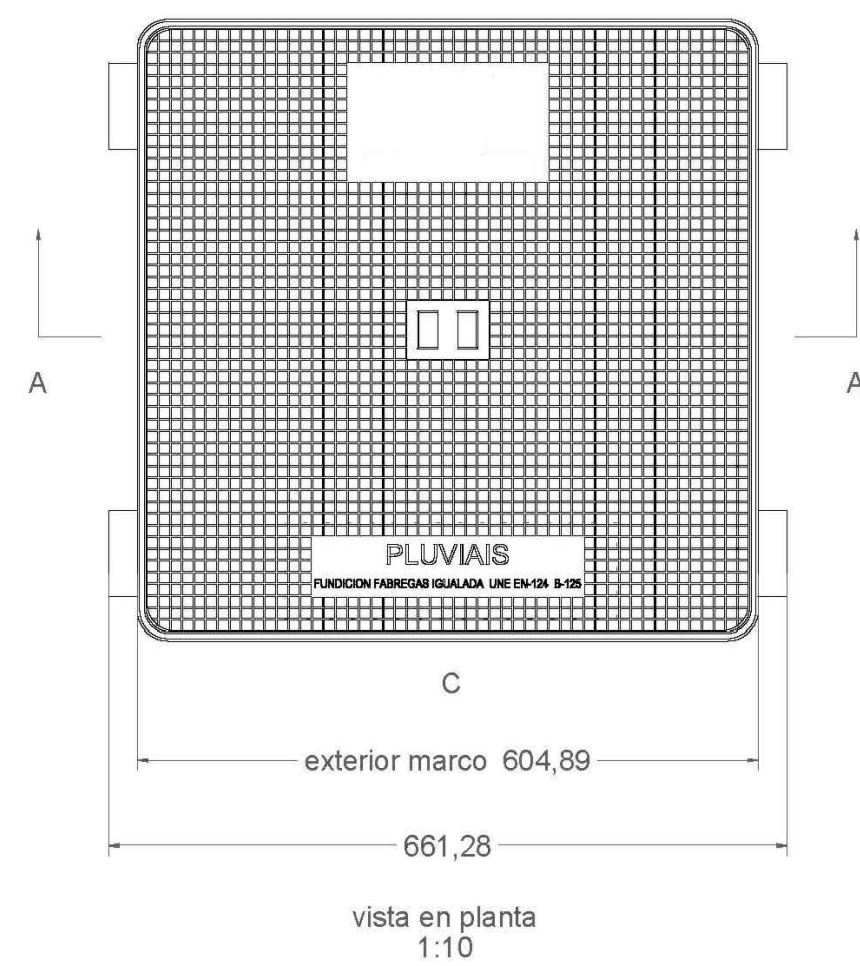 A
A
PLUVIAIS
FUNDICION FABREGAS IGUALADA UNE EN-124 B-125
C
exterior marco 604,89
661,28
vista en planta
1:10